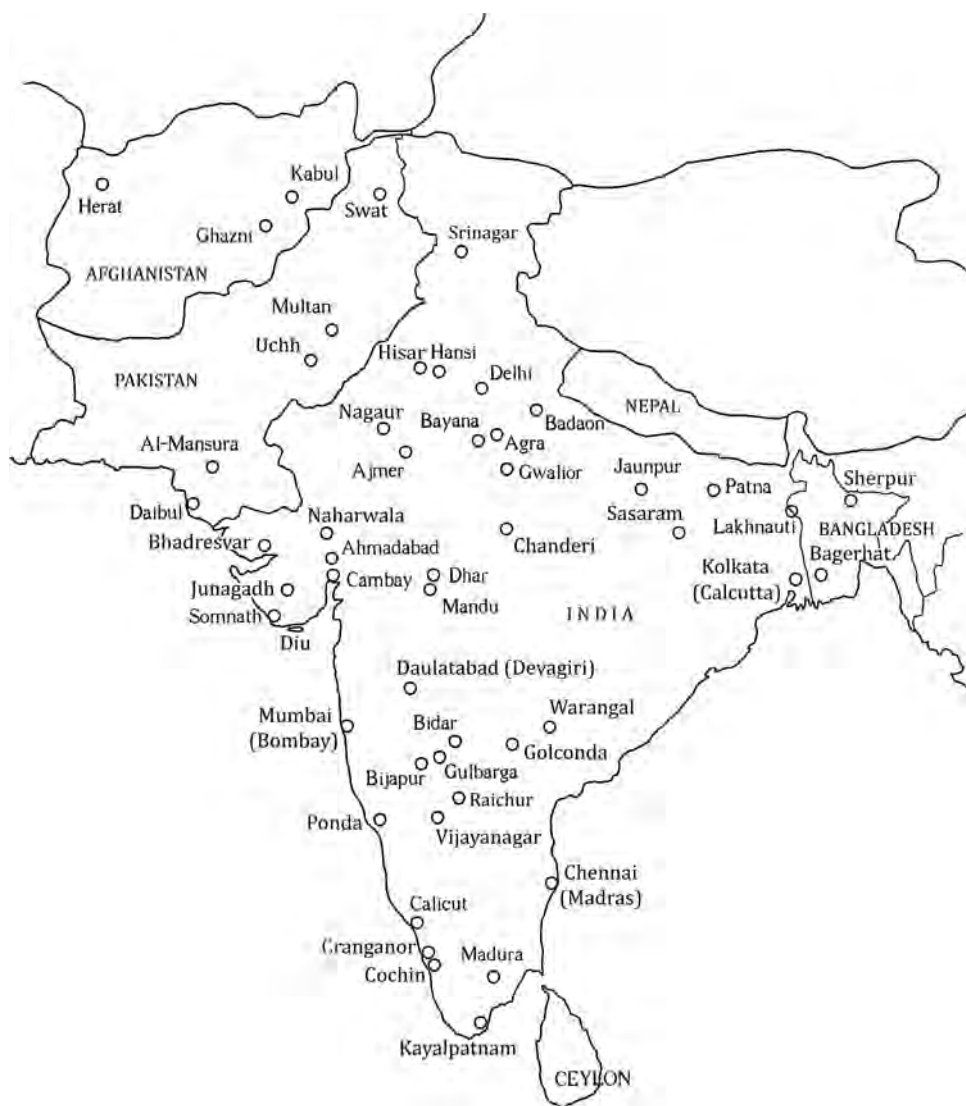 Kabul
Herat
Swat
Ghazni
Srinagar
AFGHANISTAN
Multan
Uchh
Hisar Hansi
PAKISTAN
Delhi
NEPAL
Nagaur
Bayana
Badaon
Al-Mansura
Agra
Ajmer
Gwalior
Jaunpur
Patna
Sherpur
Daibul
Sasaram
Naharwala
Lakhnauti
BANGLADESH
Bhadresvar
Chanderi
Ahmadabad
Bagerhat
Cambay
Dhar
Kolkata
(Calcutta)
Junagadh
Mandu
Somnath
INDIA
Diu
Daulatabad (Devagiri)
Warangal
Mumbai
(Bombay)
Bidar
Golconda
Bijapur
Gulbarga
Raichur
Ponda
Vijayanagar
Chennai
(Madras)
Calicut
Cranganor
Madura
Cochin
Kayalpatnam
CEYLON